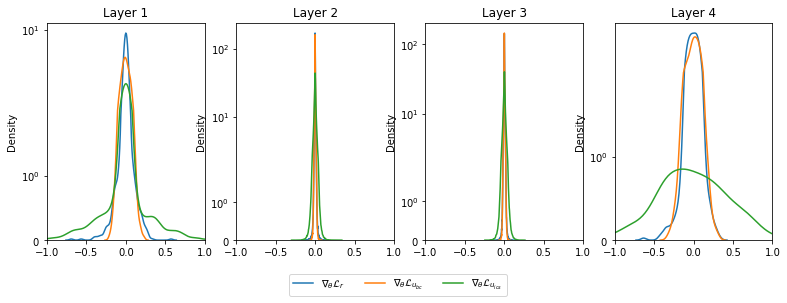 Layer 1 Layer 2 Layer 3 Layer 4
Density Density Density Density
10¹ 10² 10² 10⁰
10⁰ 10¹ 10¹ 0
0 10⁰ 10⁰
0 0
−1.0 −0.5 0.0 0.5 1.0 −1.0 −0.5 0.0 0.5 1.0 −1.0 −0.5 0.0 0.5 1.0 −1.0 −0.5 0.0 0.5 1.0
∇θℒr ∇θℒu_bc ∇θℒu_ics